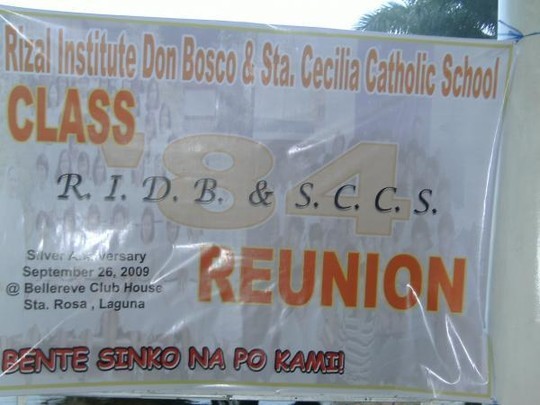 Rizal Institute Don Bosco & Sta. Cecilia Catholic School
CLASS
'84
R. I. D. B. & S. C. C. S.
REUNION
Silver Anniversary
September 26, 2009
@ Bellereve Club House
Sta. Rosa , Laguna
BENTE SINKO NA PO KAMI!